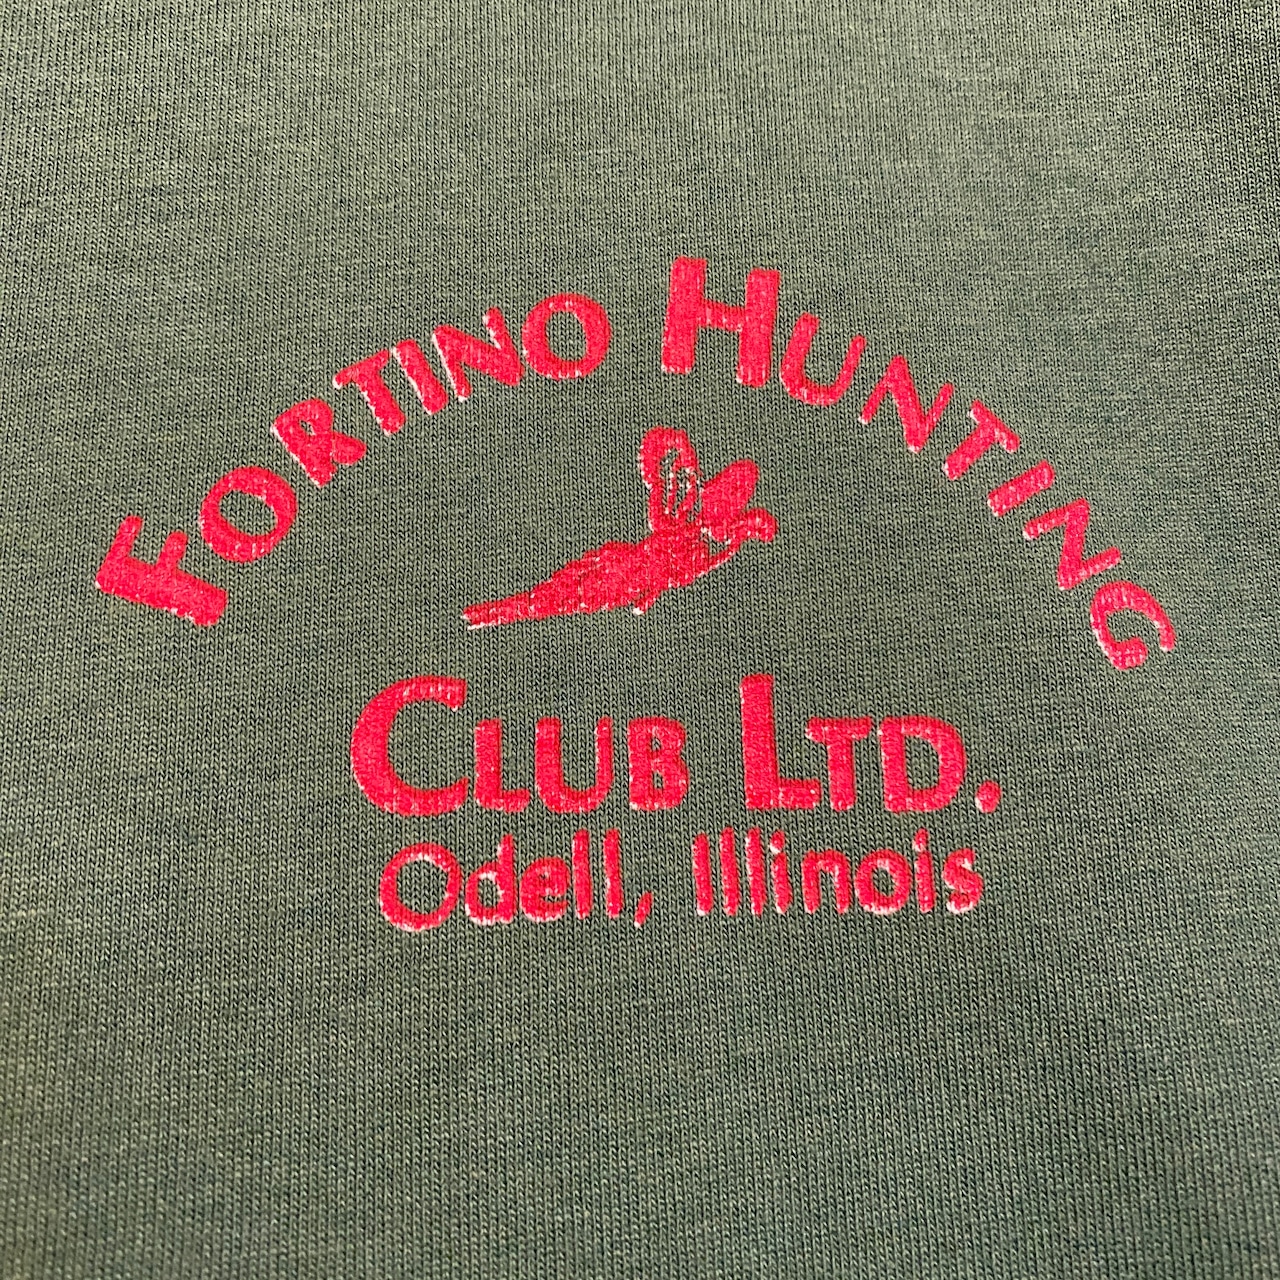 FORTINO HUNTING
CLUB LTD.
Odell, Illinois